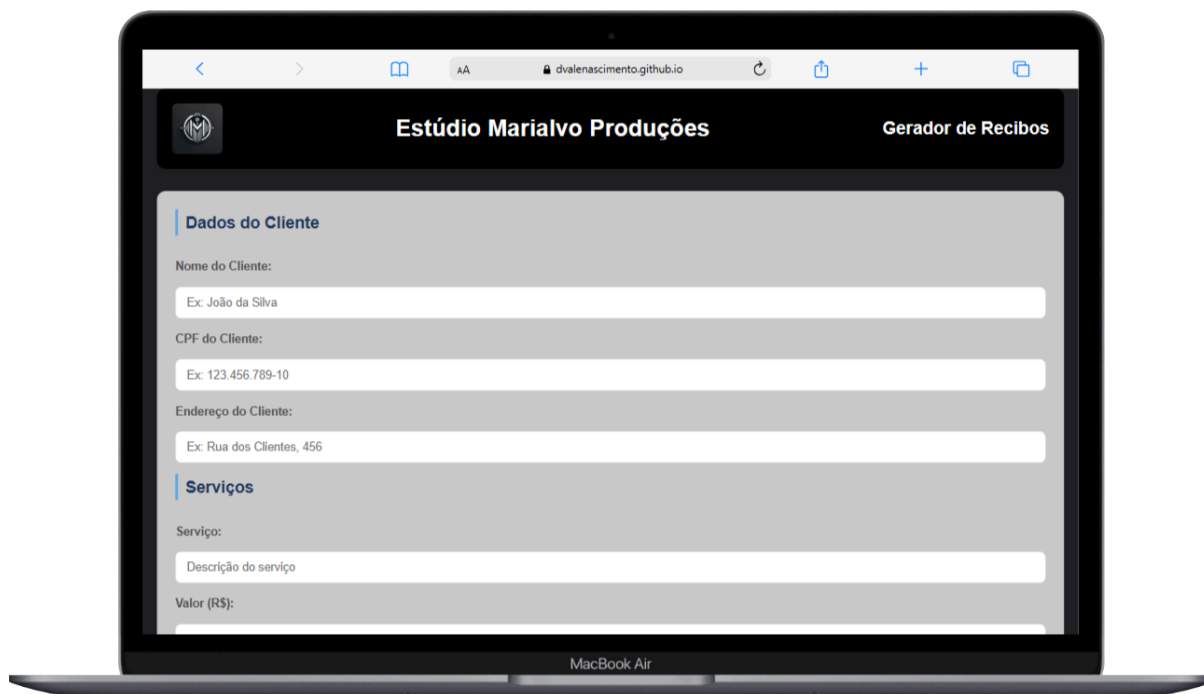 AA dvalenascimento.github.io
Estúdio Marialvo Produções
Gerador de Recibos
Dados do Cliente
Nome do Cliente:
Ex: João da Silva
CPF do Cliente:
Ex: 123.456.789-10
Endereço do Cliente:
Ex: Rua dos Clientes, 456
Serviços
Serviço:
Descrição do serviço
Valor (R$):
MacBook Air